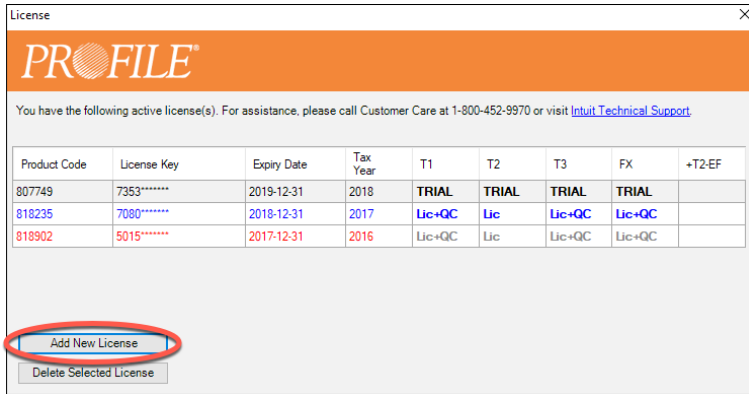 License
PROFILE®
You have the following active license(s). For assistance, please call Customer Care at 1-800-452-9970 or visit Intuit Technical Support.
Product Code License Key Expiry Date Tax Year T1 T2 T3 FX +T2-EF
807749 7353******* 2019-12-31 2018 TRIAL TRIAL TRIAL TRIAL
818235 7080******* 2018-12-31 2017 Lic+QC Lic Lic+QC Lic+QC
818902 5015******* 2017-12-31 2016 Lic+QC Lic Lic+QC Lic+QC
Add New License
Delete Selected License